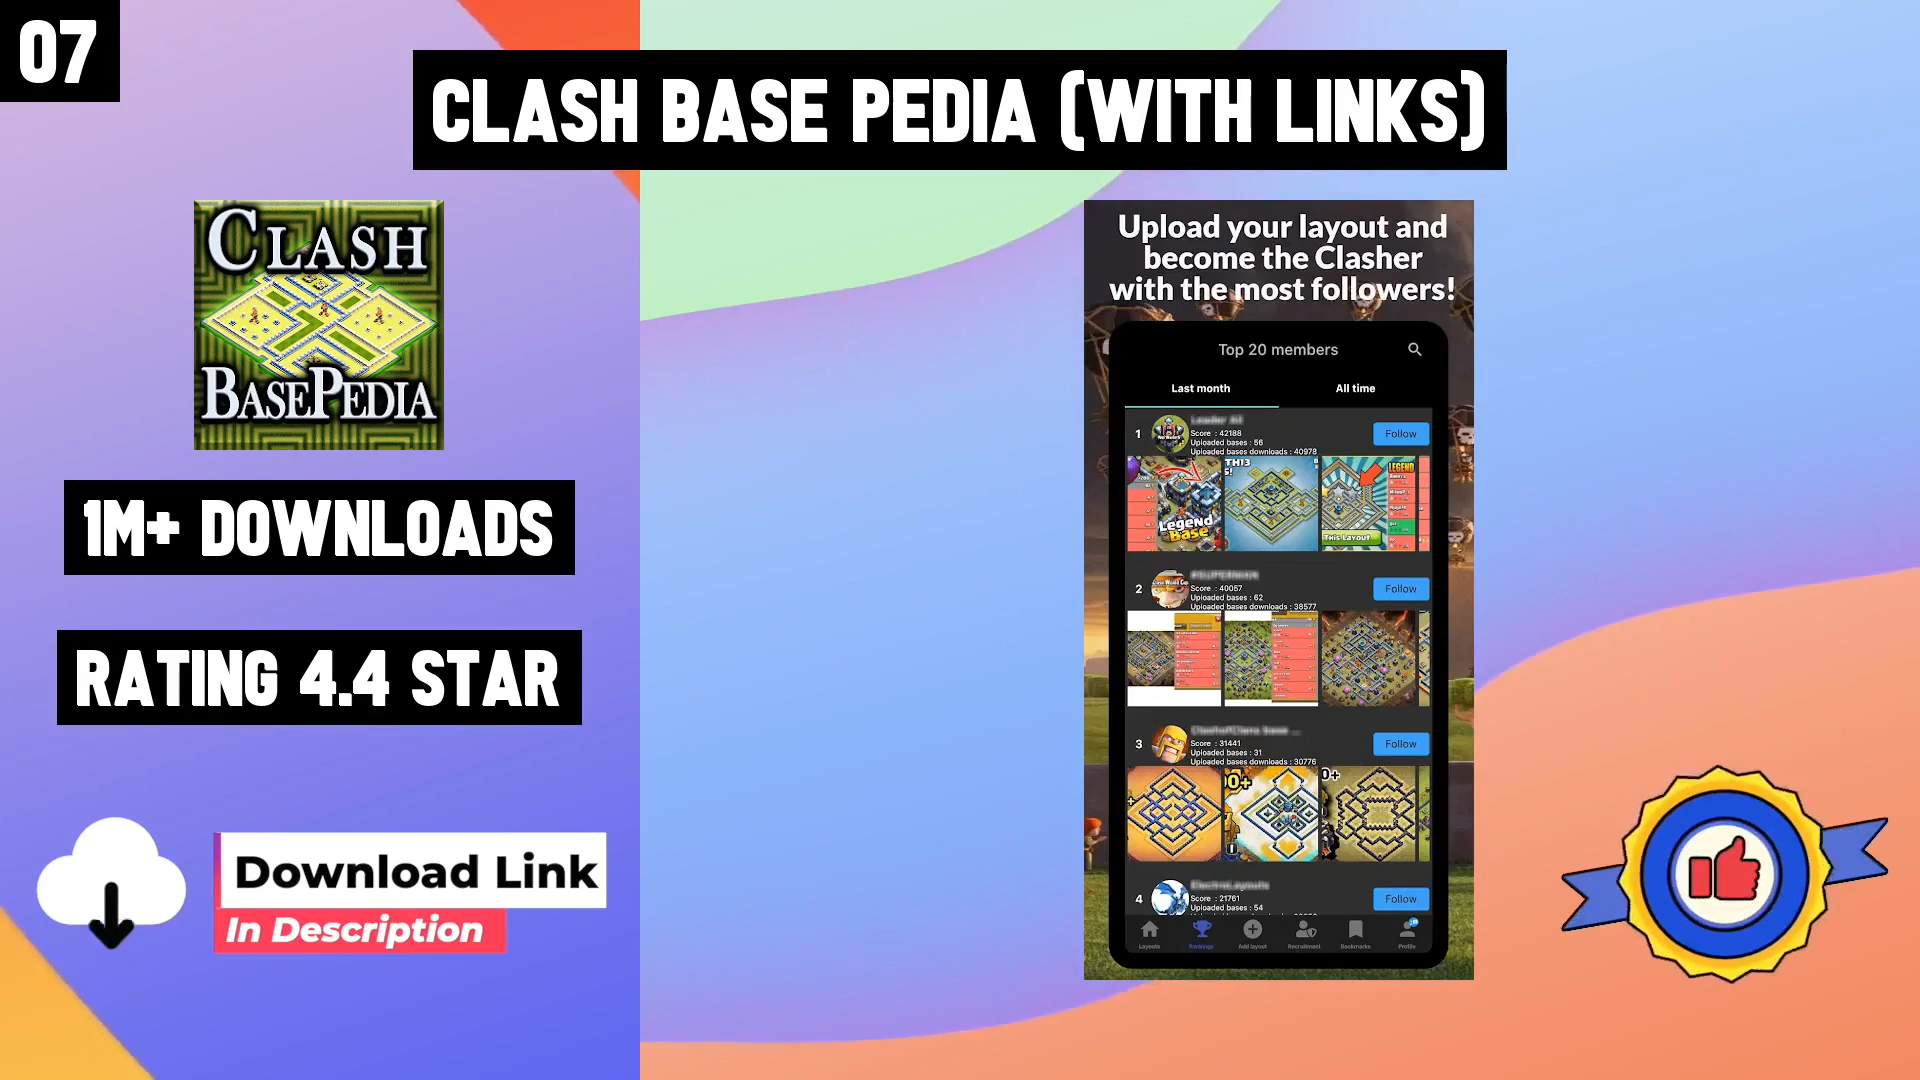 07
CLASH BASE PEDIA (WITH LINKS)
CLASH
BASEPEDIA
1M+ DOWNLOADS
RATING 4.4 STAR
Download Link
In Description
Upload your layout and
become the Clasher
with the most followers!
Top 20 members
Last month
All time
1
Score : 42188
Uploaded bases : 56
Uploaded bases downloads : 40978
Follow
Legend
Base
TH13
LEGEND
This Layout
2
Score : 40057
Uploaded bases : 62
Uploaded bases downloads : 38577
Follow
3
Score : 31441
Uploaded bases : 31
Uploaded bases downloads : 30776
Follow
00+
0+
4
Score : 21761
Uploaded bases : 54
Follow
Layouts
Rankings
Add layout
Recruitment
Bookmarks
Profile